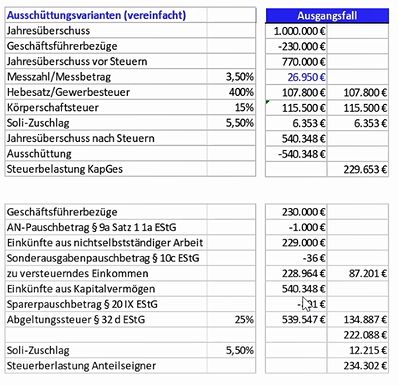 Ausschüttungsvarianten (vereinfacht) Ausgangsfall
Jahresüberschuss 1.000.000 €
Geschäftsführerbezüge -230.000 €
Jahresüberschuss vor Steuern 770.000 €
Messzahl/Messbetrag 3,50% 26.950 €
Hebesatz/Gewerbesteuer 400% 107.800 € 107.800 €
Körperschaftsteuer 15% 115.500 € 115.500 €
Soli-Zuschlag 5,50% 6.353 € 6.353 €
Jahresüberschuss nach Steuern 540.348 €
Ausschüttung -540.348 €
Steuerbelastung KapGes 229.653 €
Geschäftsführerbezüge 230.000 €
AN-Pauschbetrag § 9a Satz 1 1a EStG -1.000 €
Einkünfte aus nichtselbstständiger Arbeit 229.000 €
Sonderausgabenpauschbetrag § 10c EStG -36 €
zu versteuerndes Einkommen 228.964 € 87.201 €
Einkünfte aus Kapitalvermögen 540.348 €
Sparerpauschbetrag § 20 IX EStG
Abgeltungssteuer § 32 d EStG 25% 539.547 € 134.887 €
222.088 €
Soli-Zuschlag 5,50% 12.215 €
Steuerberlastung Anteilseigner 234.302 €